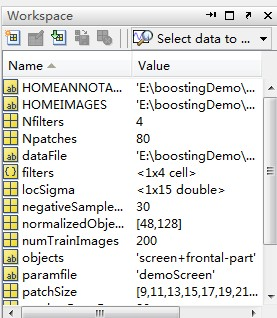 Workspace
Select data to ...
Name Value
HOMEANNOTA... 'E:\boostingDemo\...
HOMEIMAGES 'E:\boostingDemo\...
Nfilters 4
Npatches 80
dataFile 'E:\boostingDemo\...
filters <1x4 cell>
locSigma <1x15 double>
negativeSample... 30
normalizedObje... [48,128]
numTrainImages 200
objects 'screen+frontal-part'
paramfile 'demoScreen'
patchSize [9,11,13,15,17,19,21...